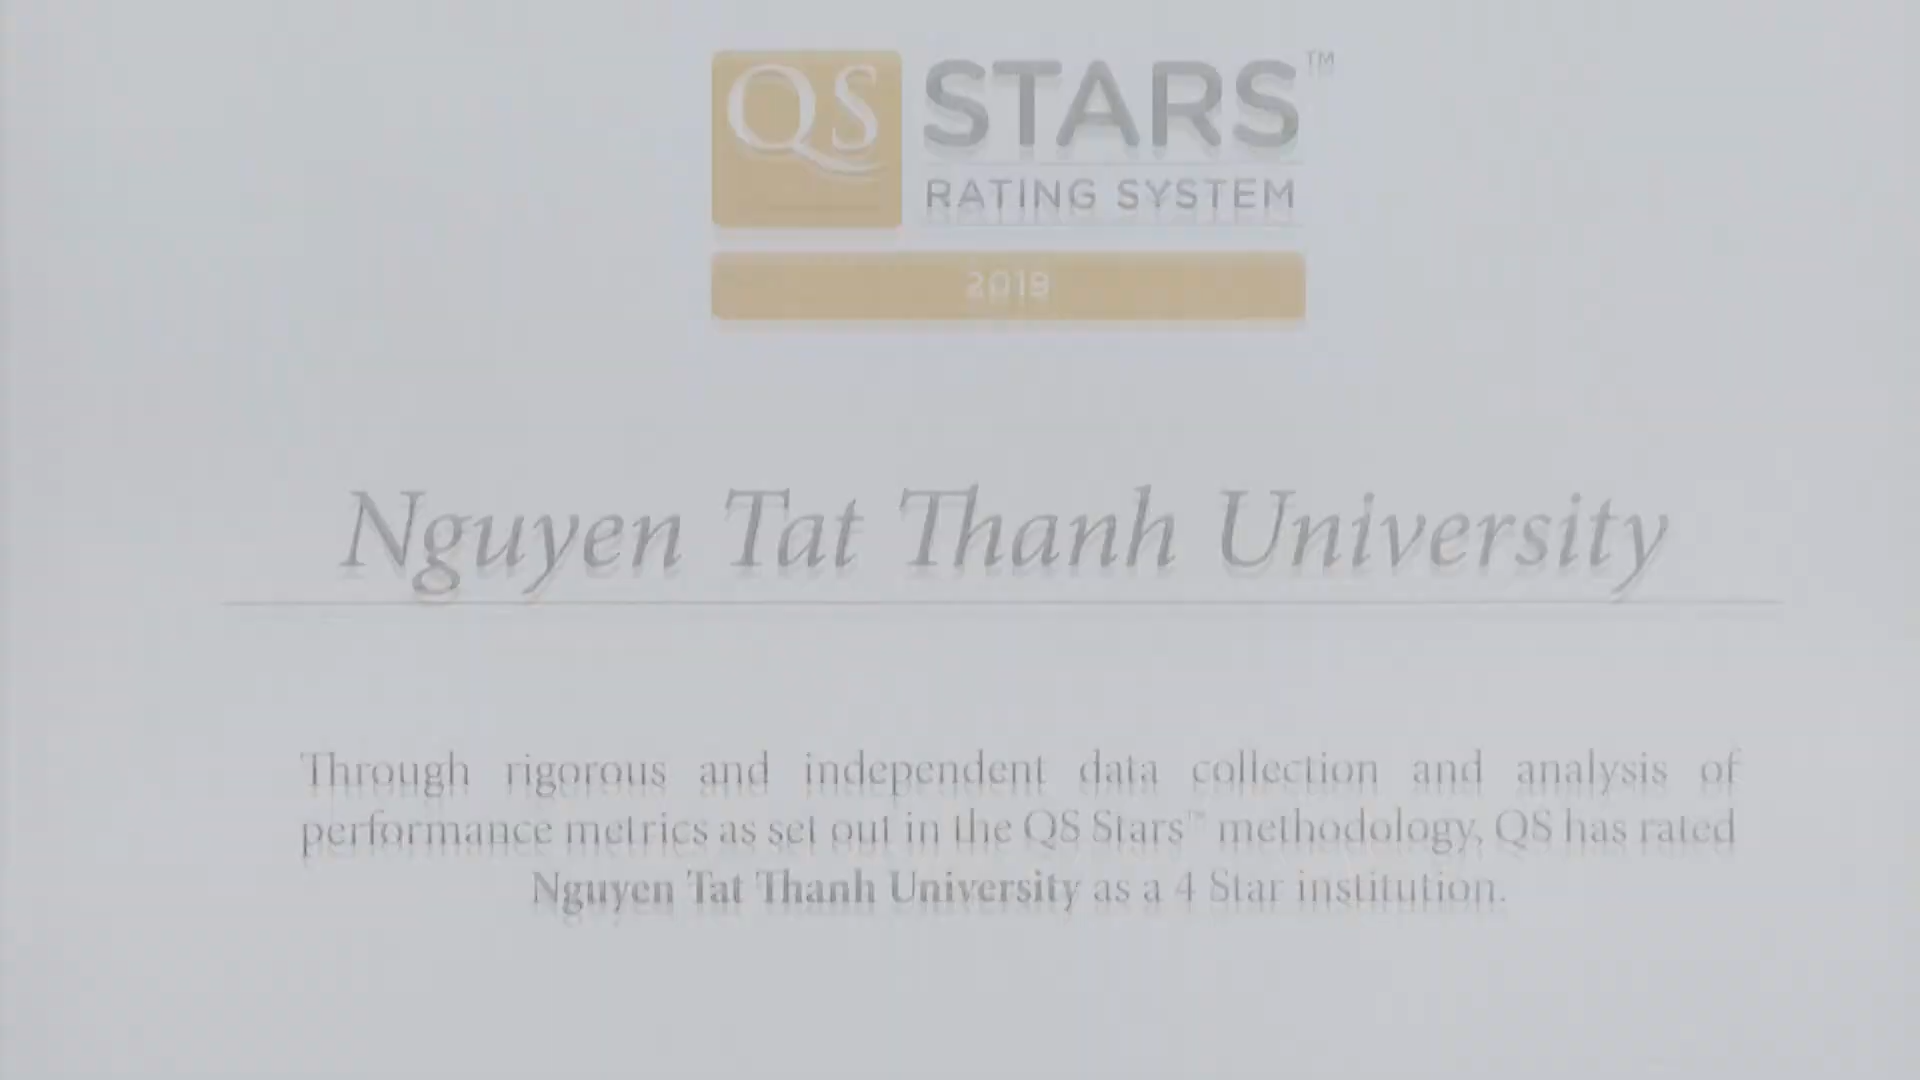 QS STARS™
RATING SYSTEM
2019
Nguyen Tat Thanh University
Through rigorous and independent data collection and analysis of
performance metrics as set out in the QS Stars™ methodology, QS has rated
Nguyen Tat Thanh University as a 4 Star institution.